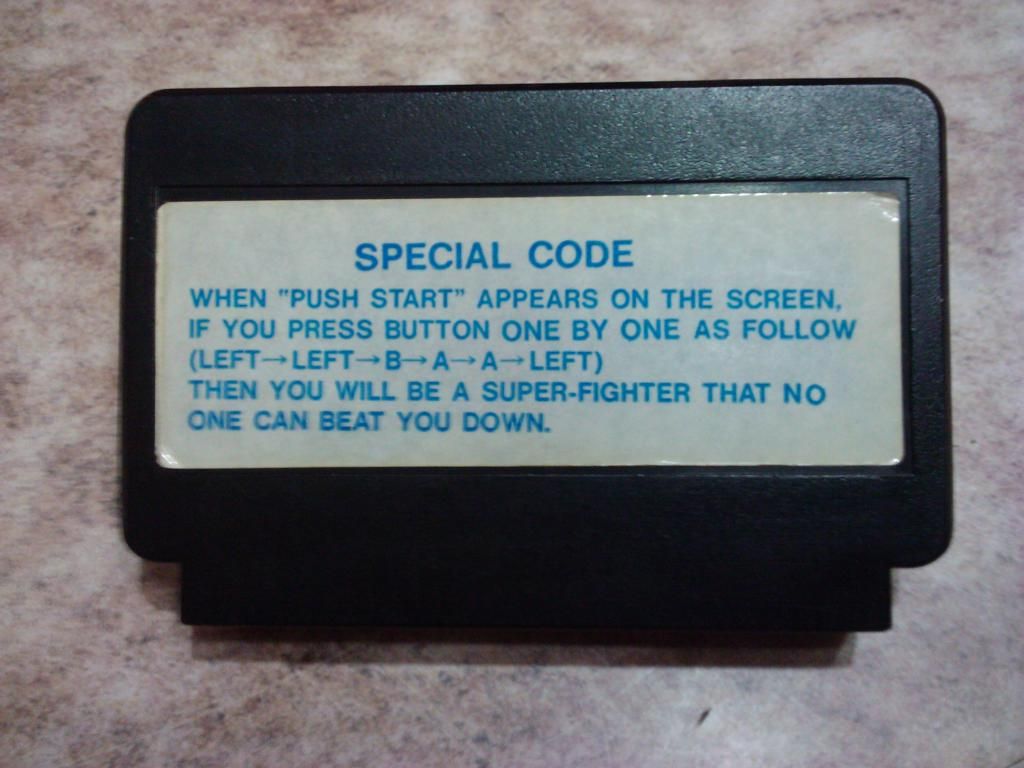 SPECIAL CODE
WHEN "PUSH START" APPEARS ON THE SCREEN,
IF YOU PRESS BUTTON ONE BY ONE AS FOLLOW
(LEFT→LEFT→B→A→A→LEFT)
THEN YOU WILL BE A SUPER-FIGHTER THAT NO
ONE CAN BEAT YOU DOWN.